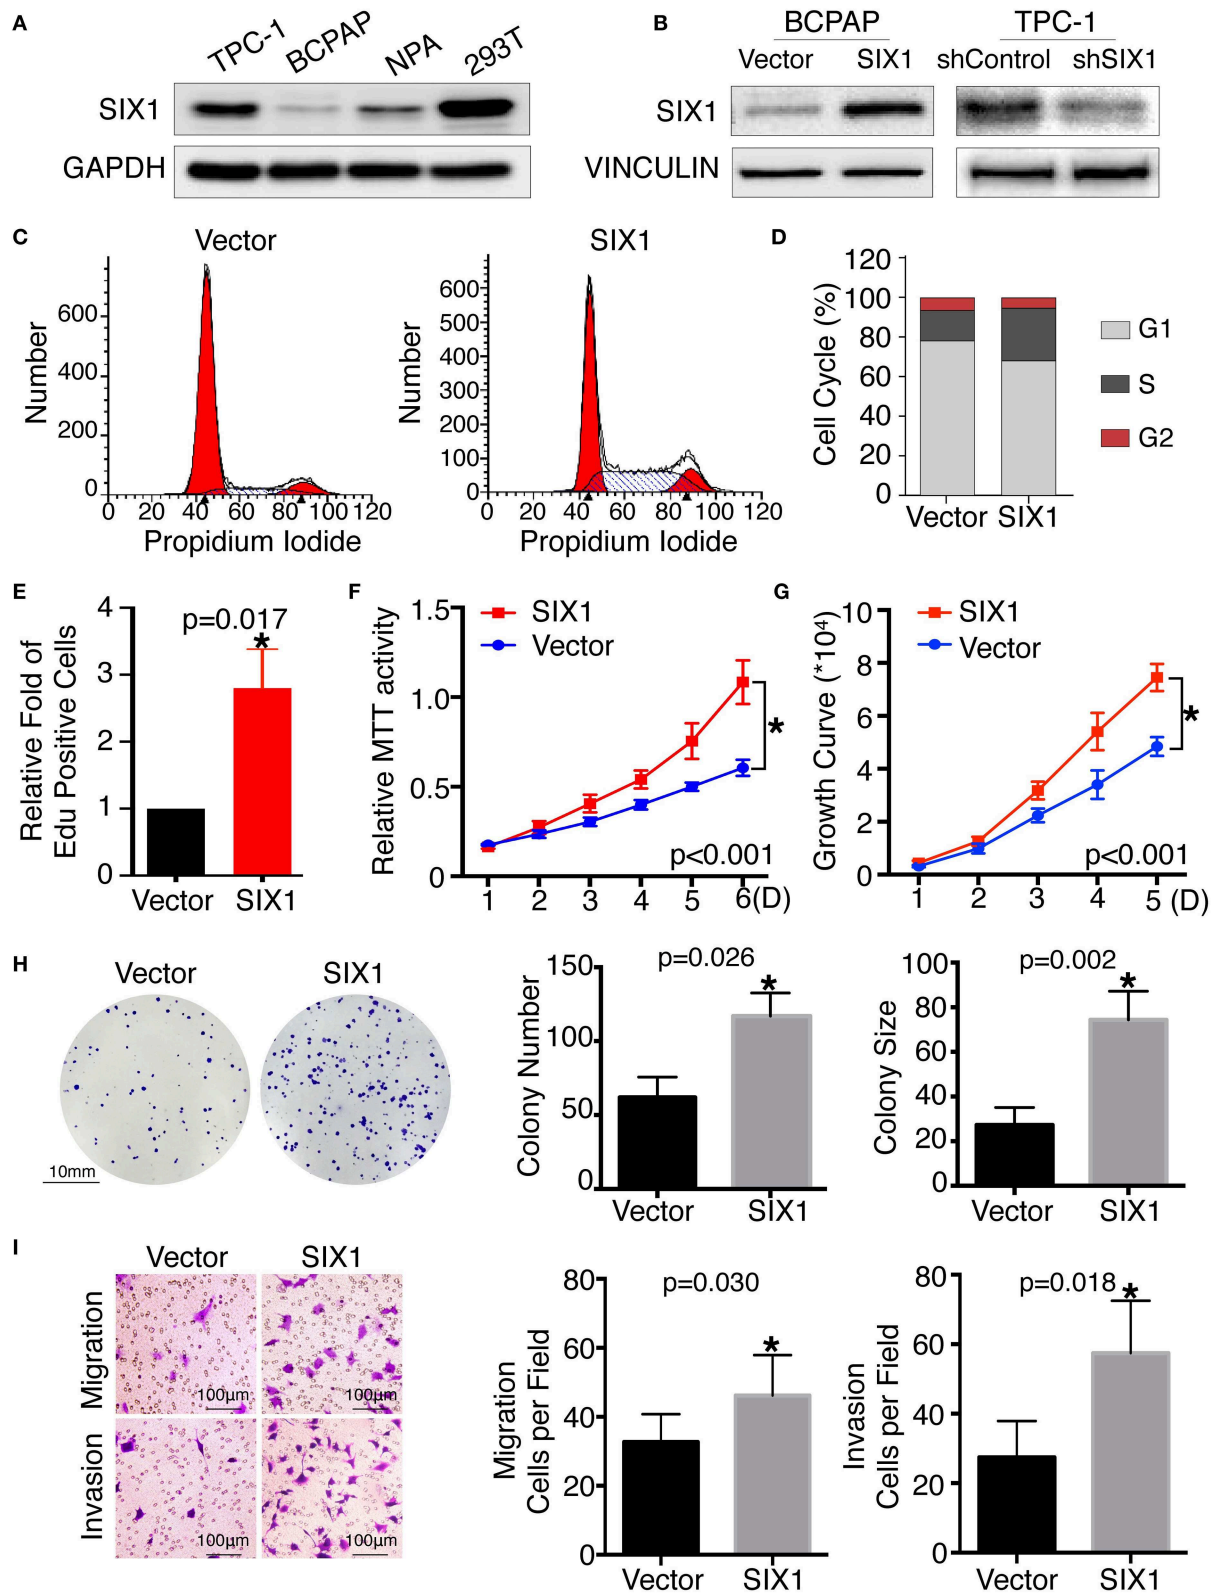 A
TPC-1 BCPAP NPA 293T
SIX1
GAPDH
B
BCPAP TPC-1
Vector SIX1 shControl shSIX1
SIX1
VINCULIN
C
Vector
Number
600
400
200
0
0 20 40 60 80 100 120
Propidium Iodide
SIX1
Number
600
500
400
300
200
100
0
0 20 40 60 80 100 120
Propidium Iodide
D
Cell Cycle (%)
120
100
80
60
40
20
0
Vector SIX1
G1
S
G2
E
Relative Fold of
Edu Positive Cells
4
3
2
1
0
p=0.017
*
Vector SIX1
F
Relative MTT activity
1.5
1.0
0.5
0
SIX1
Vector
*
p<0.001
1 2 3 4 5 6 (D)
G
Growth Curve (*10⁴)
10
8
6
4
2
0
SIX1
Vector
*
p<0.001
1 2 3 4 5 (D)
H
Vector SIX1
10mm
Colony Number
150
100
50
0
p=0.026
*
Vector SIX1
Colony Size
100
80
60
40
20
0
p=0.002
*
Vector SIX1
I
Vector SIX1
Migration
100µm 100µm
Invasion
100µm 100µm
Migration
Cells per Field
80
60
40
20
0
p=0.030
*
Vector SIX1
Invasion
Cells per Field
80
60
40
20
0
p=0.018
*
Vector SIX1